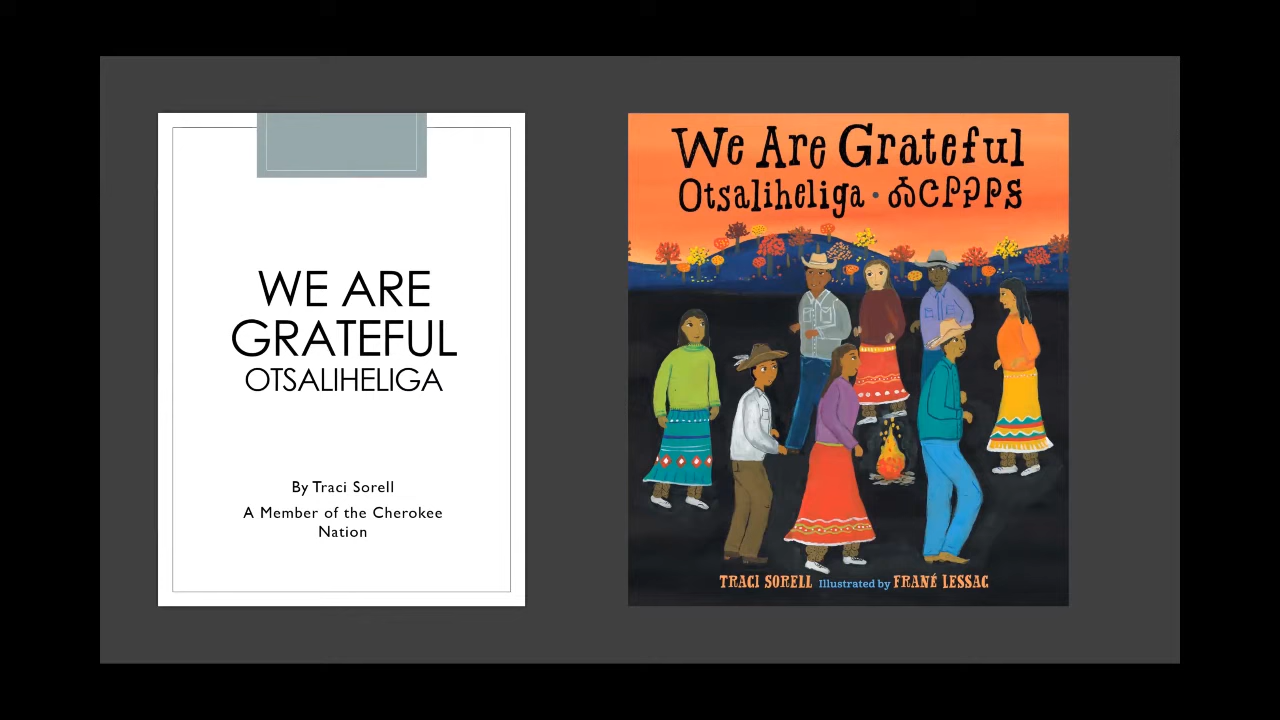 WE ARE
GRATEFUL
OTSALIHELIGA
By Traci Sorell
A Member of the Cherokee
Nation
We Are Grateful
Otsaliheliga • ᎣᏣᎵᎮᎵᎦ
TRACI SORELL Illustrated by FRANÉ LESSAC